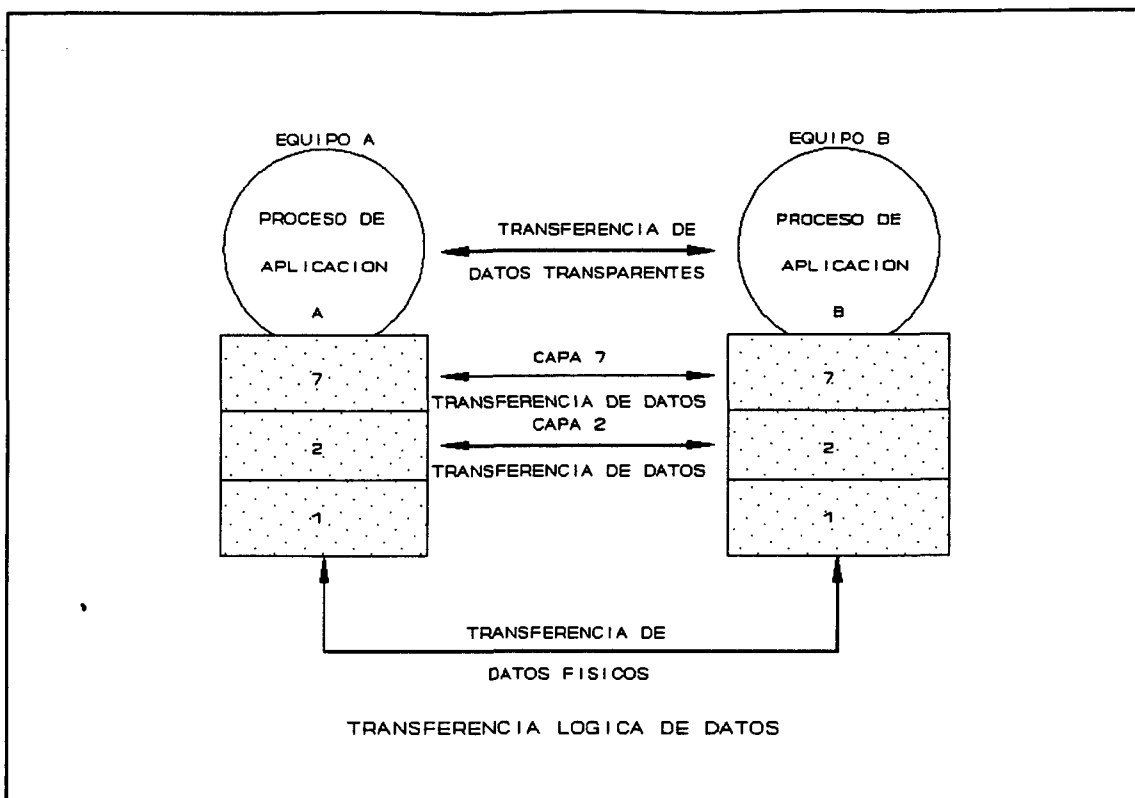 EQUIPO A
EQUIPO B
PROCESO DE
APLICACION
A
TRANSFERENCIA DE
DATOS TRANSPARENTES
PROCESO DE
APLICACION
B
7
CAPA 7
TRANSFERENCIA DE DATOS
7
2
CAPA 2
TRANSFERENCIA DE DATOS
2
1
1
TRANSFERENCIA DE
DATOS FISICOS
TRANSFERENCIA LOGICA DE DATOS